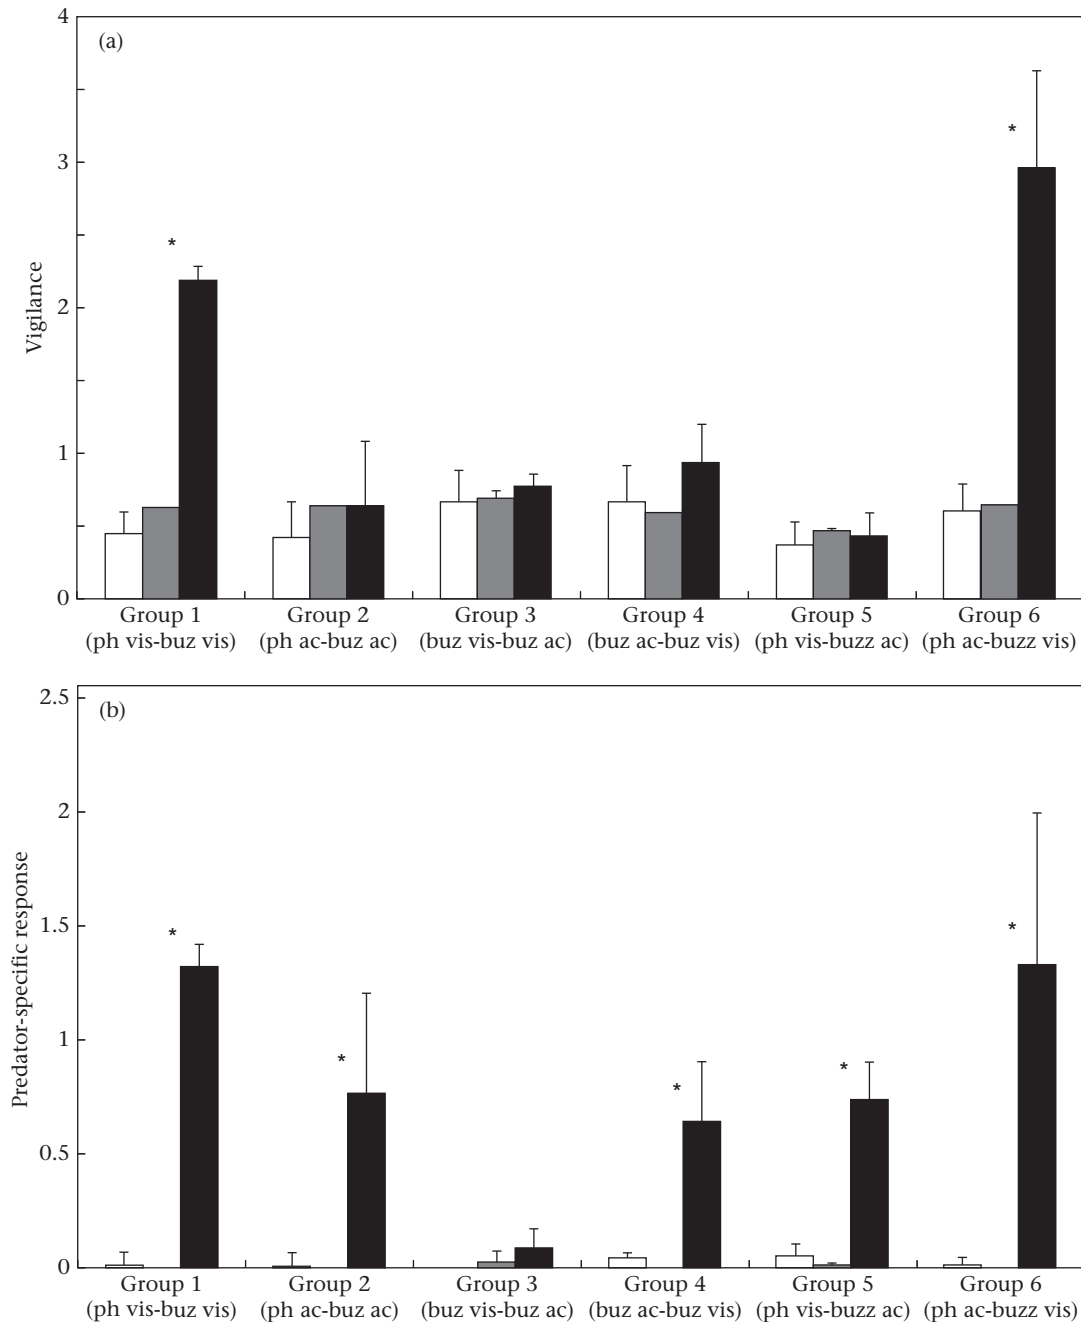 (a)
4
3
2
1
0
Vigilance
*
*
Group 1 Group 2 Group 3 Group 4 Group 5 Group 6
(ph vis-buz vis) (ph ac-buz ac) (buz vis-buz ac) (buz ac-buz vis) (ph vis-buzz ac) (ph ac-buzz vis)
(b)
2.5
2
1.5
1
0.5
0
Predator-specific response
*
*
*
*
*
Group 1 Group 2 Group 3 Group 4 Group 5 Group 6
(ph vis-buz vis) (ph ac-buz ac) (buz vis-buz ac) (buz ac-buz vis) (ph vis-buzz ac) (ph ac-buzz vis)